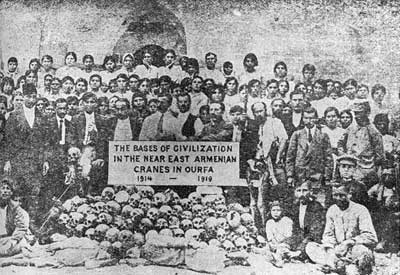 THE BASES OF CIVILIZATION
IN THE NEAR EAST ARMENIAN
CRANES IN OURFA
1914 — 1919